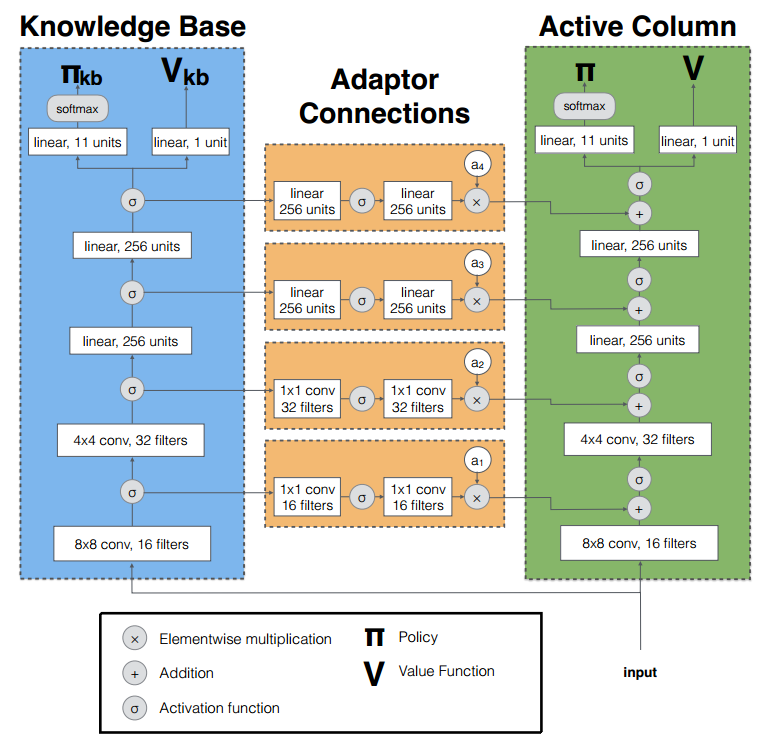 Knowledge Base
Πkb
Vkb
softmax
linear, 11 units
linear, 1 unit
σ
linear, 256 units
σ
linear, 256 units
σ
4x4 conv, 32 filters
σ
8x8 conv, 16 filters
Adaptor
Connections
a4
linear
256 units
σ
linear
256 units
×
a3
linear
256 units
σ
linear
256 units
×
a2
1x1 conv
32 filters
σ
1x1 conv
32 filters
×
a1
1x1 conv
16 filters
σ
1x1 conv
16 filters
×
Active Column
π
V
softmax
linear, 11 units
linear, 1 unit
σ
+
linear, 256 units
σ
+
linear, 256 units
σ
+
4x4 conv, 32 filters
σ
+
8x8 conv, 16 filters
input
× Elementwise multiplication
+ Addition
σ Activation function
π Policy
V Value Function